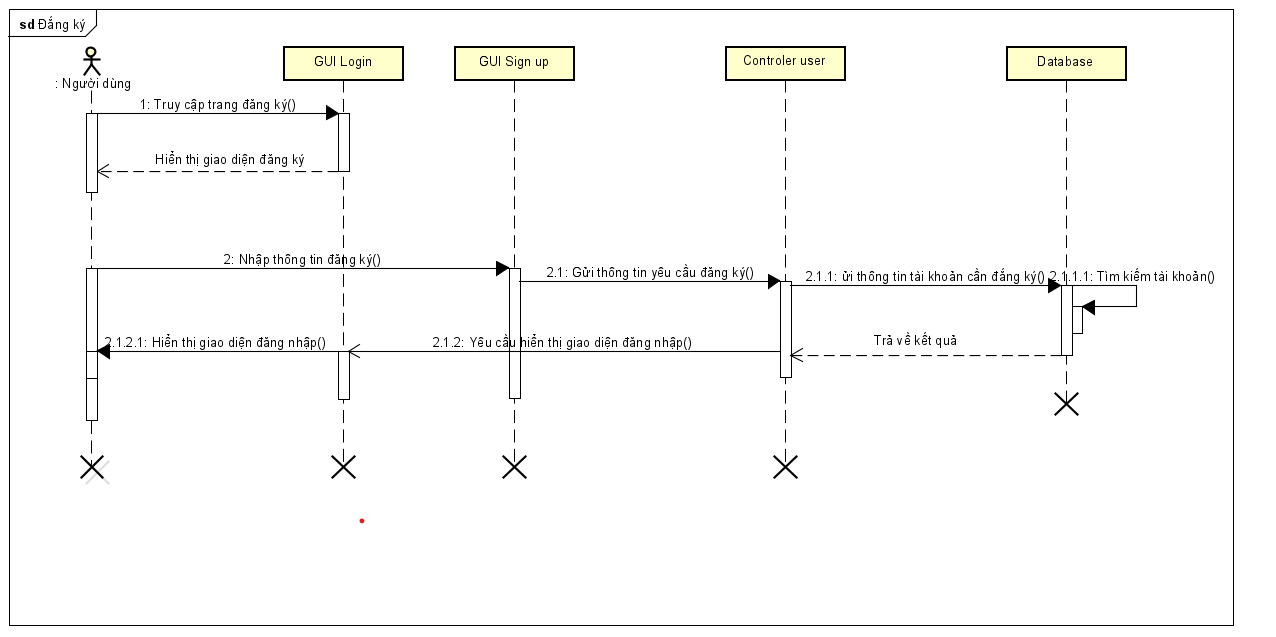 sd Đắng ký
: Người dùng
GUI Login
GUI Sign up
Controler user
Database
1: Truy cập trang đăng ký()
Hiển thị giao diện đăng ký
2: Nhập thông tin đăng ký()
2.1: Gửi thông tin yêu cầu đăng ký()
2.1.1: ửi thông tin tài khoản cần đắng ký()
2.1.1.1: Tìm kiếm tài khoản()
Trả về kết quả
2.1.2: Yêu cầu hiển thị giao diện đăng nhập()
2.1.2.1: Hiển thị giao diện đăng nhập()